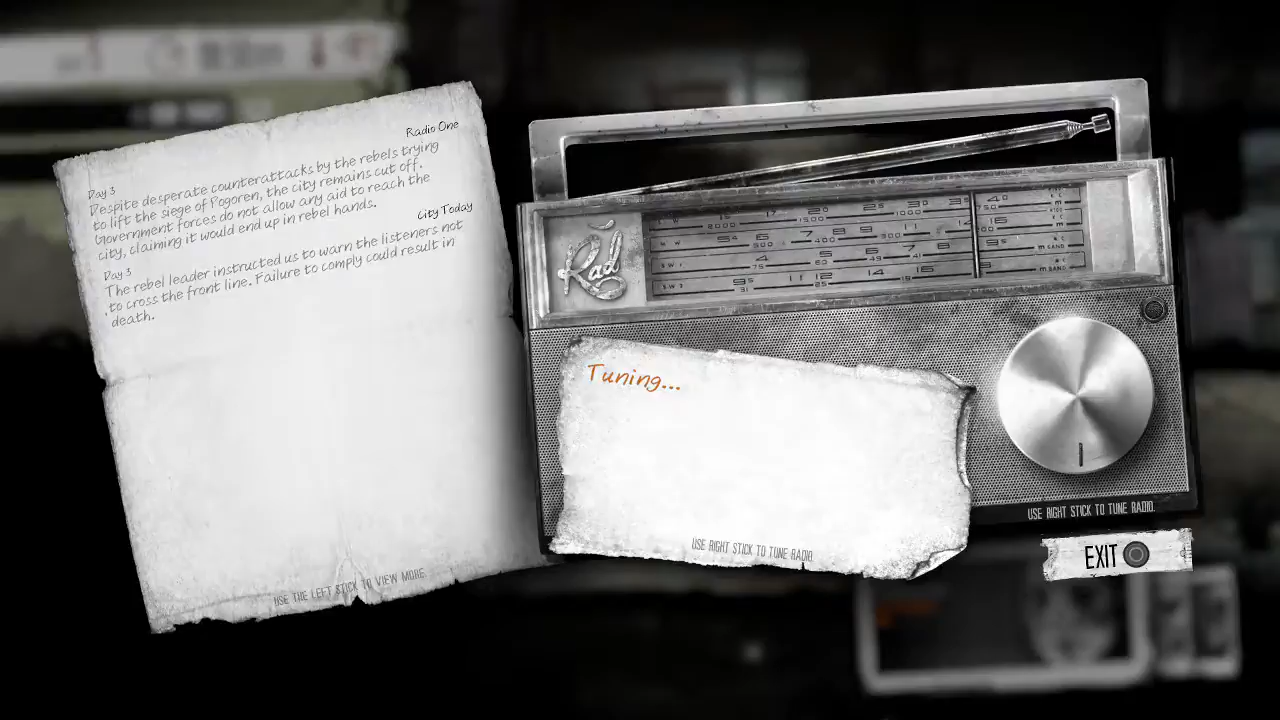 Radio One
Day 3
Despite desperate counterattacks by the rebels trying
to lift the siege of Pogoren, the city remains cut off.
Government forces do not allow any aid to reach the
city, claiming it would end up in rebel hands.
City Today
Day 3
The rebel leader instructed us to warn the listeners not
to cross the front line. Failure to comply could result in
death.
USE THE LEFT STICK TO VIEW MORE
Rad
Tuning...
USE RIGHT STICK TO TUNE RADIO.
USE RIGHT STICK TO TUNE RADIO.
EXIT